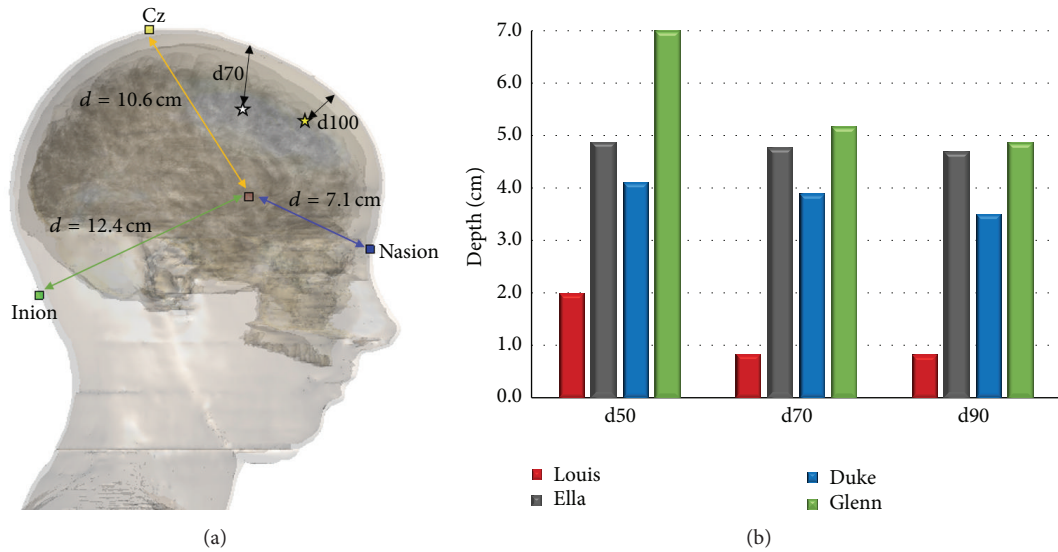 Cz
d70
d = 10.6 cm
d100
d = 7.1 cm
d = 12.4 cm
Nasion
Inion
(a)
Depth (cm)
7.0
6.0
5.0
4.0
3.0
2.0
1.0
0.0
d50 d70 d90
Louis
Ella
Duke
Glenn
(b)